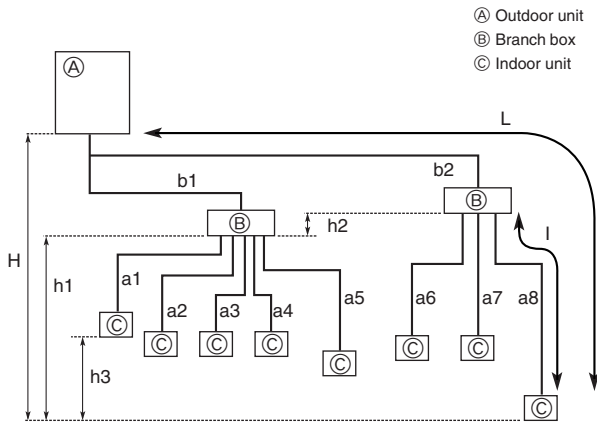 Ⓐ Outdoor unit
Ⓑ Branch box
Ⓒ Indoor unit
Ⓐ
L
b2
b1
Ⓑ
Ⓑ
h2
l
H
h1
a1
a2
a3
a4
a5
a6
a7
a8
Ⓒ
Ⓒ
Ⓒ
Ⓒ
Ⓒ
Ⓒ
Ⓒ
h3
Ⓒ